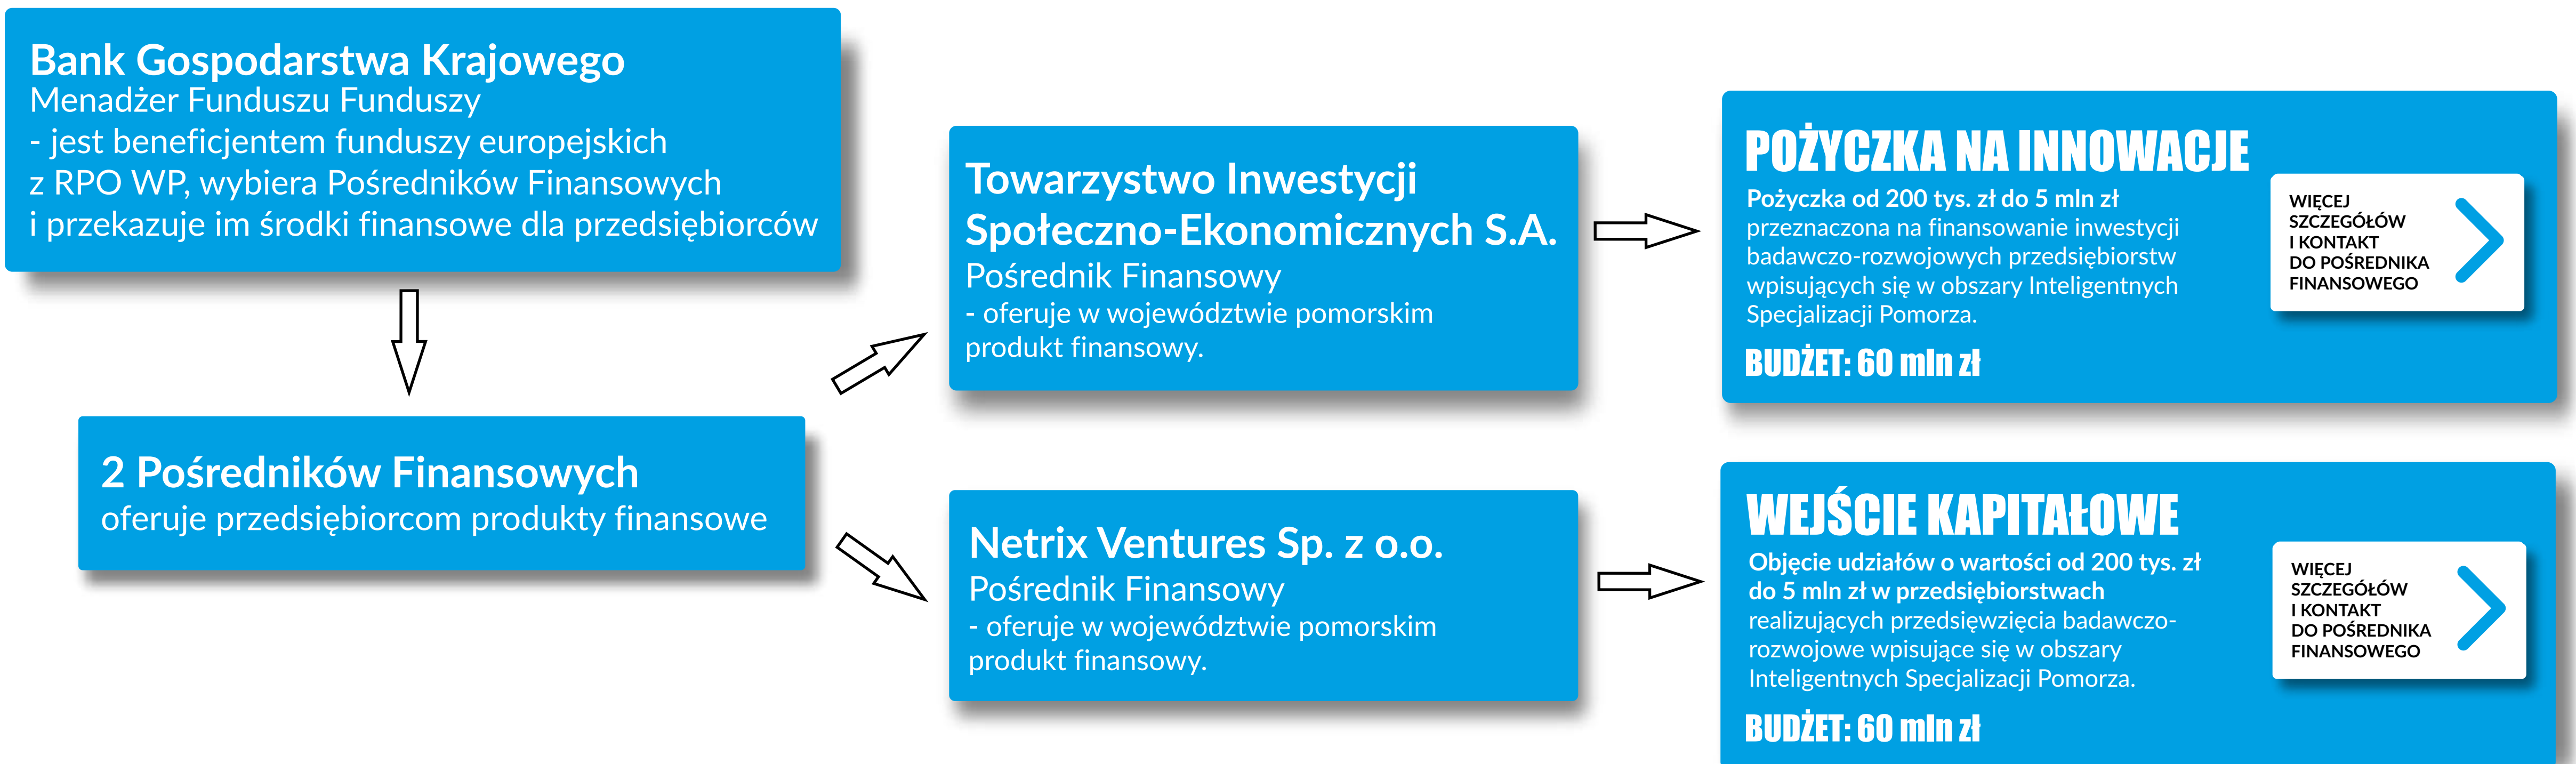 Bank Gospodarstwa Krajowego
Menadżer Funduszu Funduszy
- jest beneficjentem funduszy europejskich
z RPO WP, wybiera Pośredników Finansowych
i przekazuje im środki finansowe dla przedsiębiorców
2 Pośredników Finansowych
oferuje przedsiębiorcom produkty finansowe
Towarzystwo Inwestycji
Społeczno-Ekonomicznych S.A.
Pośrednik Finansowy
- oferuje w województwie pomorskim
produkt finansowy.
POŻYCZKA NA INNOWACJE
Pożyczka od 200 tys. zł do 5 mln zł
przeznaczona na finansowanie inwestycji
badawczo-rozwojowych przedsiębiorstw
wpisujących się w obszary Inteligentnych
Specjalizacji Pomorza.
BUDŻET: 60 mln zł
WIĘCEJ
SZCZEGÓŁÓW
I KONTAKT
DO POŚREDNIKA
FINANSOWEGO
Netrix Ventures Sp. z o.o.
Pośrednik Finansowy
- oferuje w województwie pomorskim
produkt finansowy.
WEJŚCIE KAPITAŁOWE
Objęcie udziałów o wartości od 200 tys. zł
do 5 mln zł w przedsiębiorstwach
realizujących przedsięwzięcia badawczo-
rozwojowe wpisujące się w obszary
Inteligentnych Specjalizacji Pomorza.
BUDŻET: 60 mln zł
WIĘCEJ
SZCZEGÓŁÓW
I KONTAKT
DO POŚREDNIKA
FINANSOWEGO